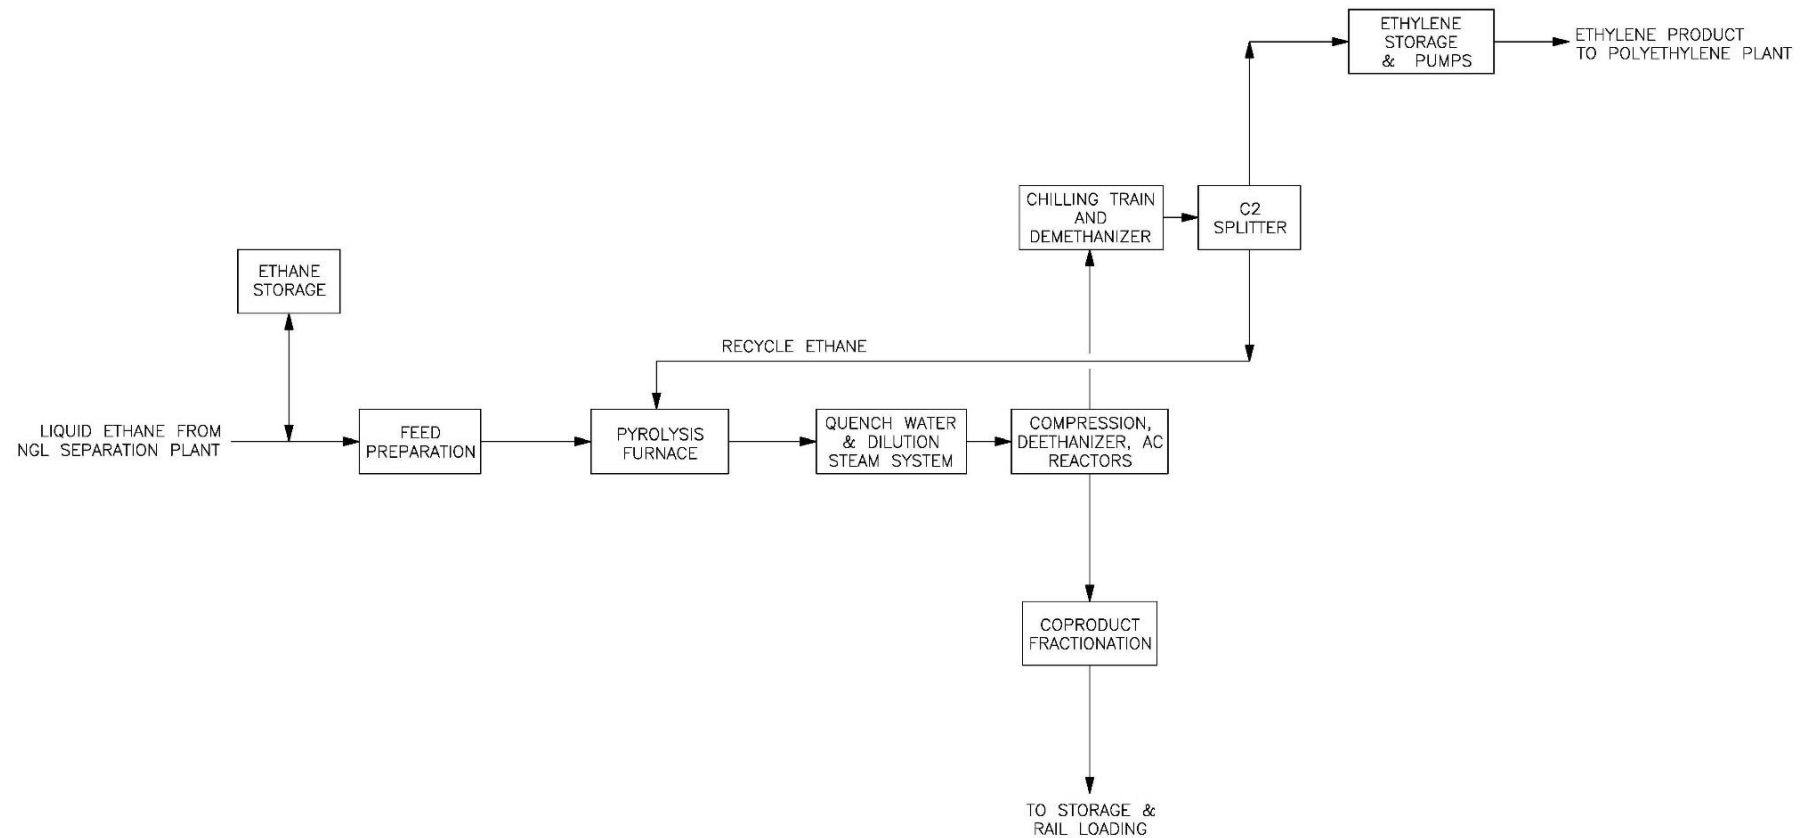 ETHYLENE
STORAGE
& PUMPS
ETHYLENE PRODUCT
TO POLYETHYLENE PLANT
CHILLING TRAIN
AND
DEMETHANIZER
C2
SPLITTER
ETHANE
STORAGE
RECYCLE ETHANE
LIQUID ETHANE FROM
NGL SEPARATION PLANT
FEED
PREPARATION
PYROLYSIS
FURNACE
QUENCH WATER
& DILUTION
STEAM SYSTEM
COMPRESSION,
DEETHANIZER, AC
REACTORS
COPRODUCT
FRACTIONATION
TO STORAGE &
RAIL LOADING